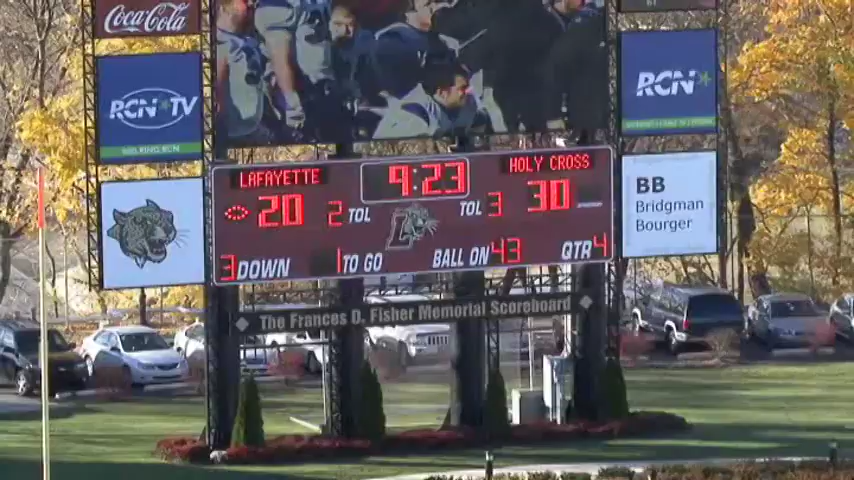 Coca-Cola
RCN TV
RCN
BB
Bridgman
Bourger
LAFAYETTE
9:23
HOLY CROSS
20
2 TOL
TOL 3
30
L
3 DOWN
1 TO GO
BALL ON 43
QTR 4
The Frances D. Fisher Memorial Scoreboard